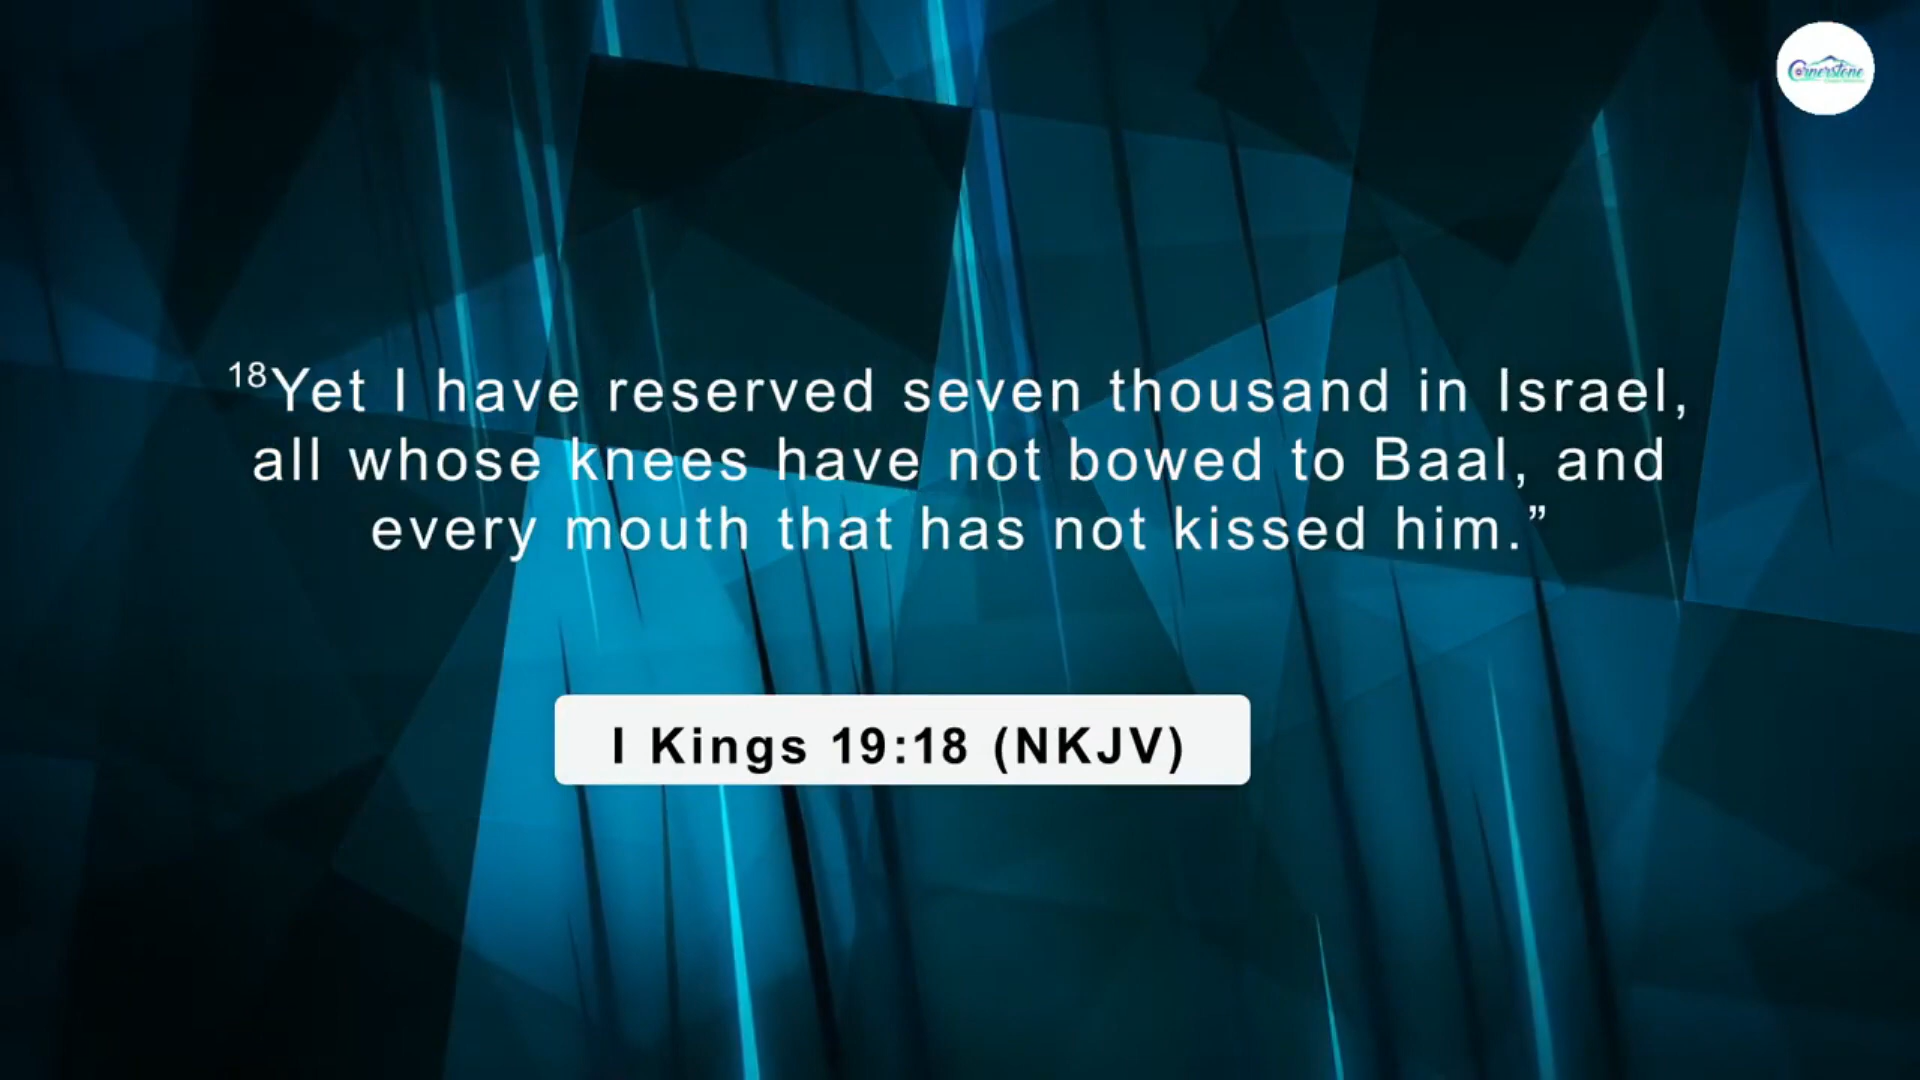 Cornerstone
18Yet I have reserved seven thousand in Israel,
all whose knees have not bowed to Baal, and
every mouth that has not kissed him.”
I Kings 19:18 (NKJV)